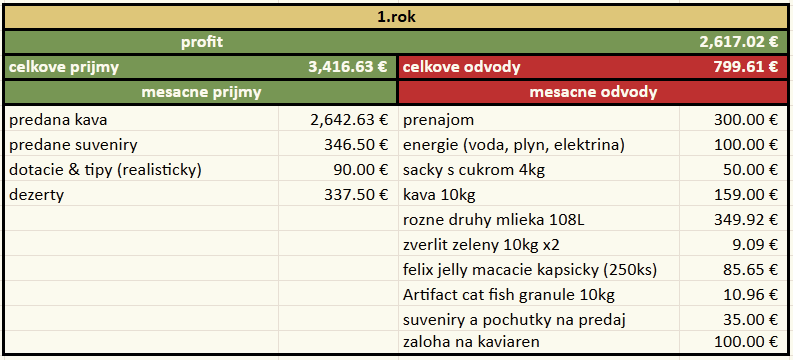 1.rok
profit 2,617.02 €
celkove prijmy 3,416.63 € celkove odvody 799.61 €
mesacne prijmy mesacne odvody
predana kava 2,642.63 € prenajom 300.00 €
predane suveniry 346.50 € energie (voda, plyn, elektrina) 100.00 €
dotacie & tipy (realisticky) 90.00 € sacky s cukrom 4kg 50.00 €
dezerty 337.50 € kava 10kg 159.00 €
rozne druhy mlieka 108L 349.92 €
zverlit zeleny 10kg x2 9.09 €
felix jelly macacie kapsicky (250ks) 85.65 €
Artifact cat fish granule 10kg 10.96 €
suveniry a pochutky na predaj 35.00 €
zaloha na kaviaren 100.00 €